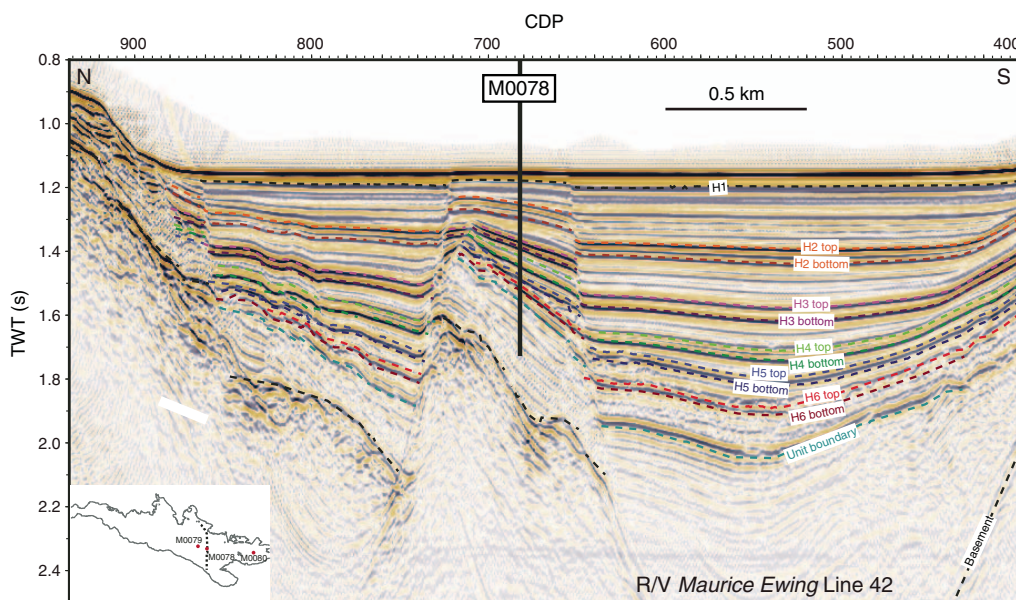 CDP
900 800 700 600 500 400
0.8
1.0
1.2
1.4
1.6
1.8
2.0
2.2
2.4
TWT (s)
N
S
M0078
0.5 km
H1
H2 top
H2 bottom
H3 top
H3 bottom
H4 top
H4 bottom
H5 top
H5 bottom
H6 top
H6 bottom
Unit boundary
Basement
M0079
M0078
M0080
R/V Maurice Ewing Line 42